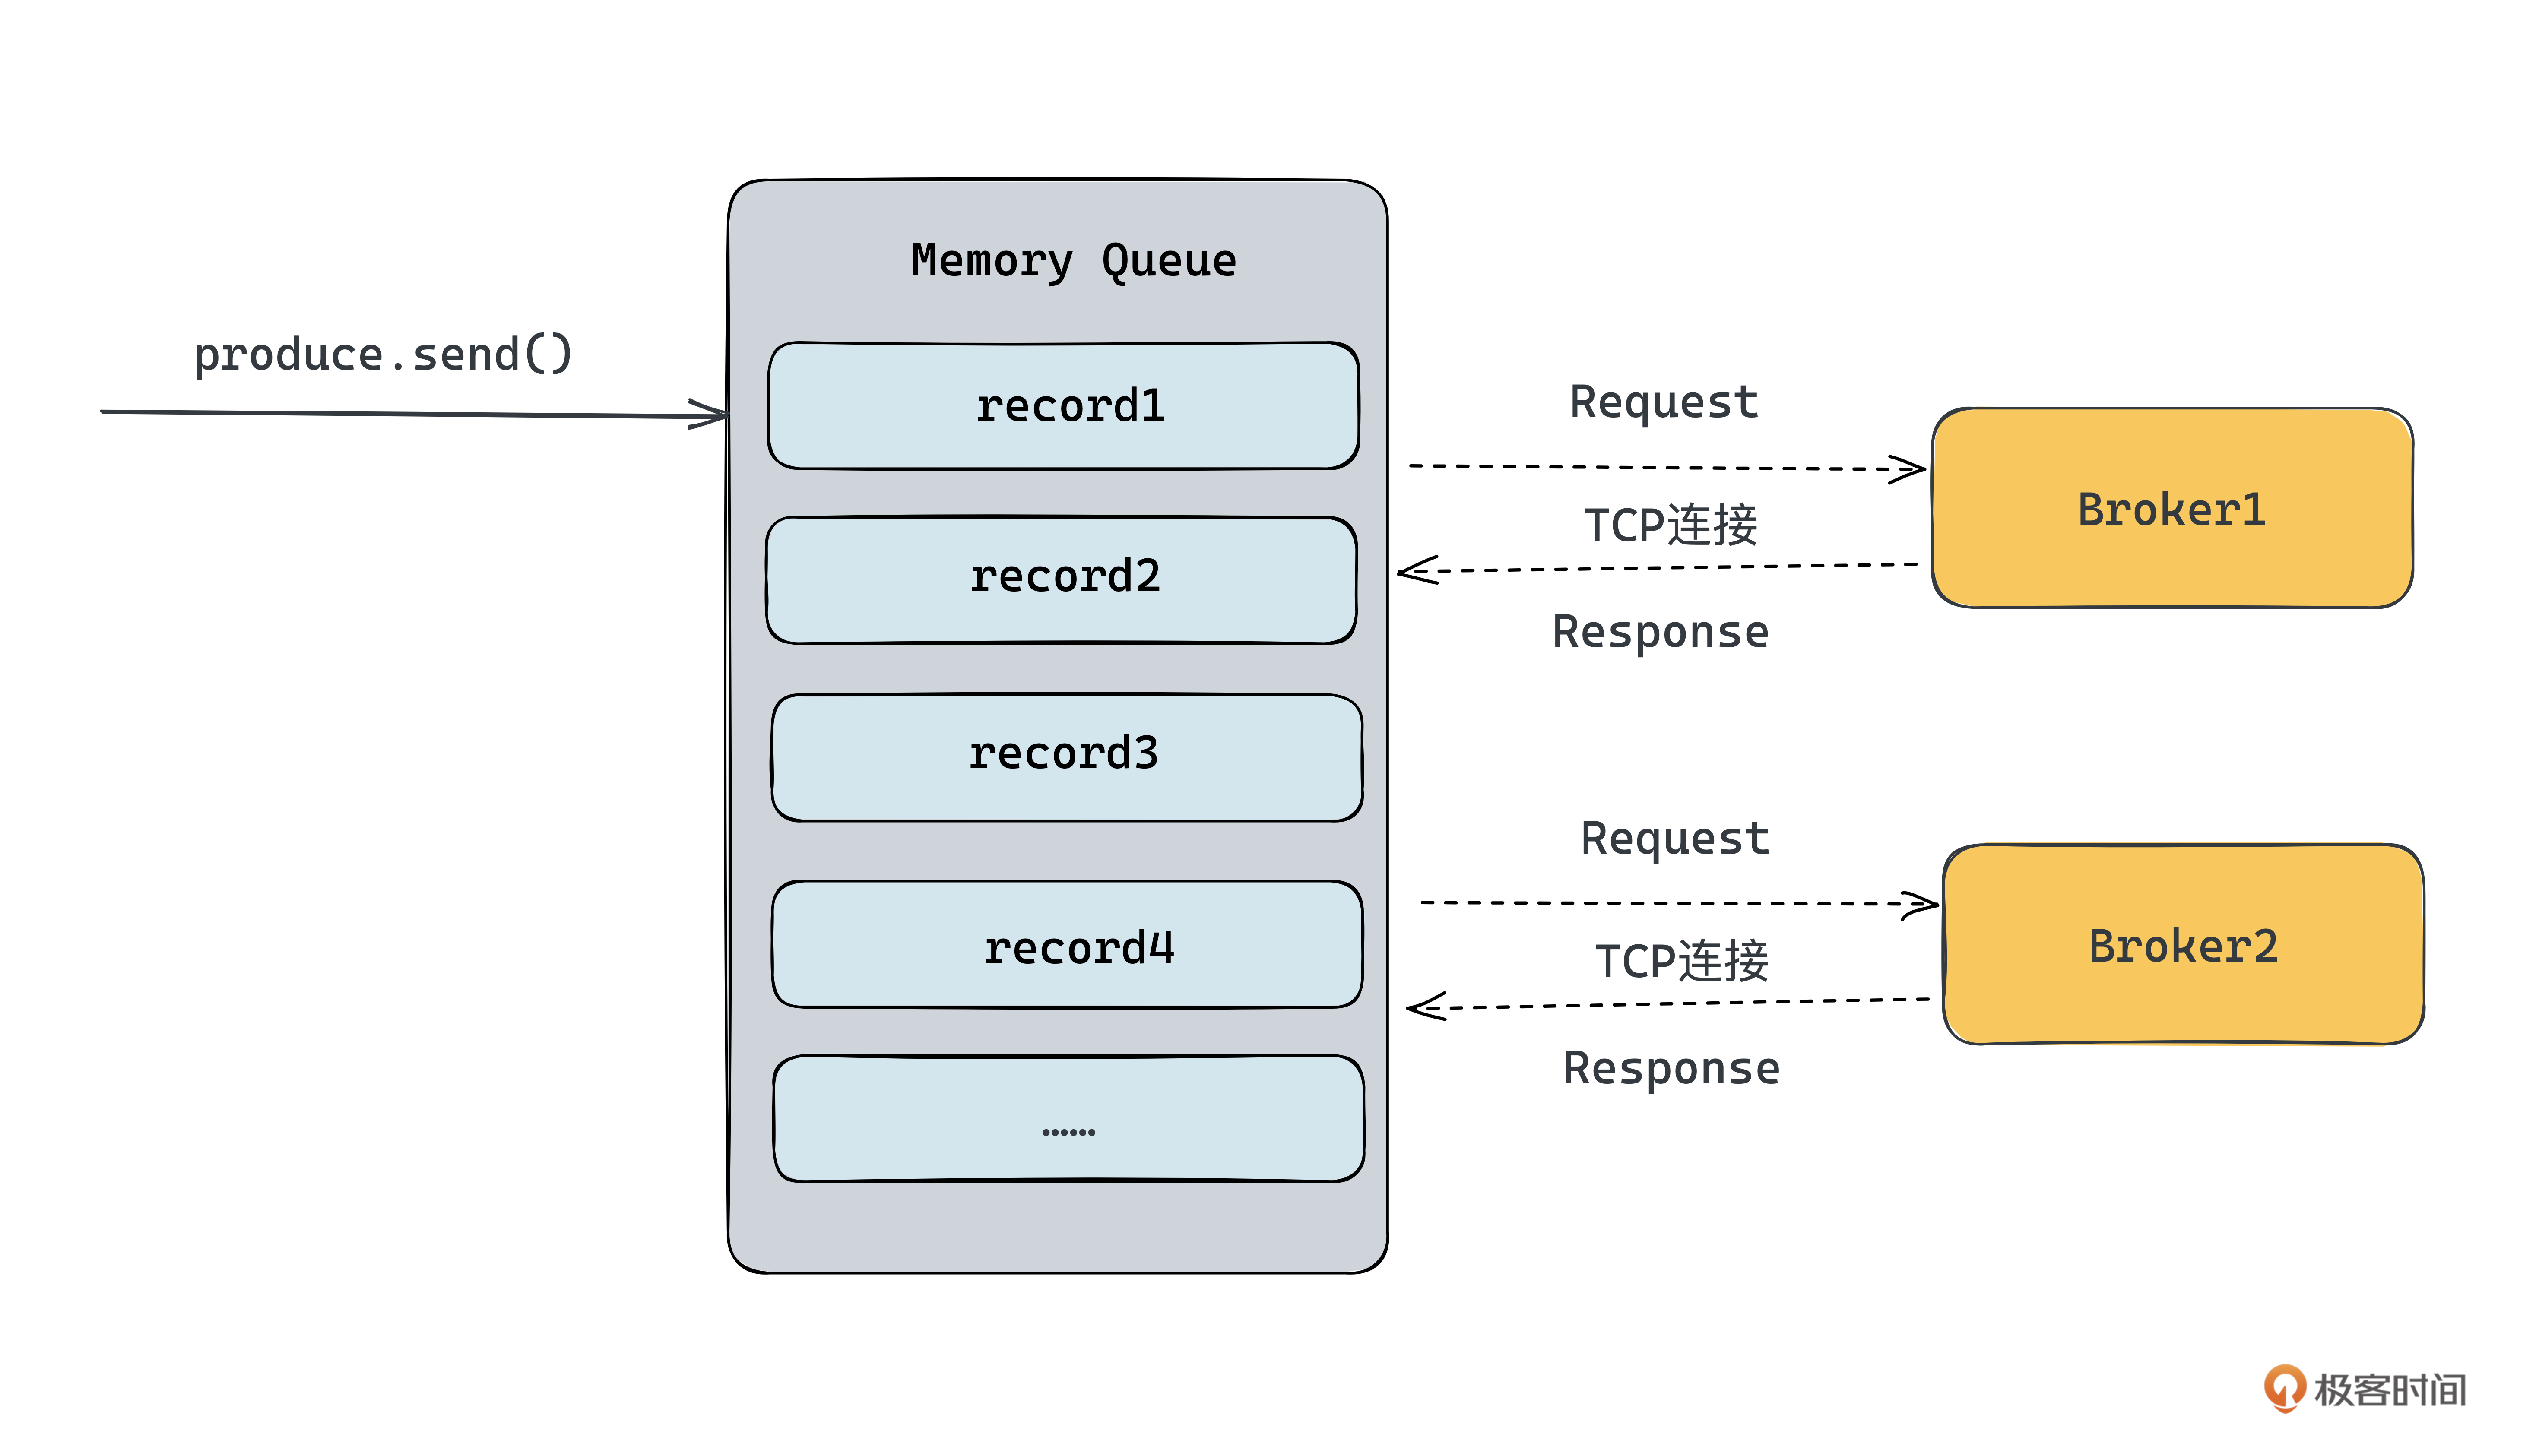 Memory Queue
produce.send()
record1
record2
record3
record4
······
Request
TCP连接
Response
Broker1
Request
TCP连接
Response
Broker2
极客时间